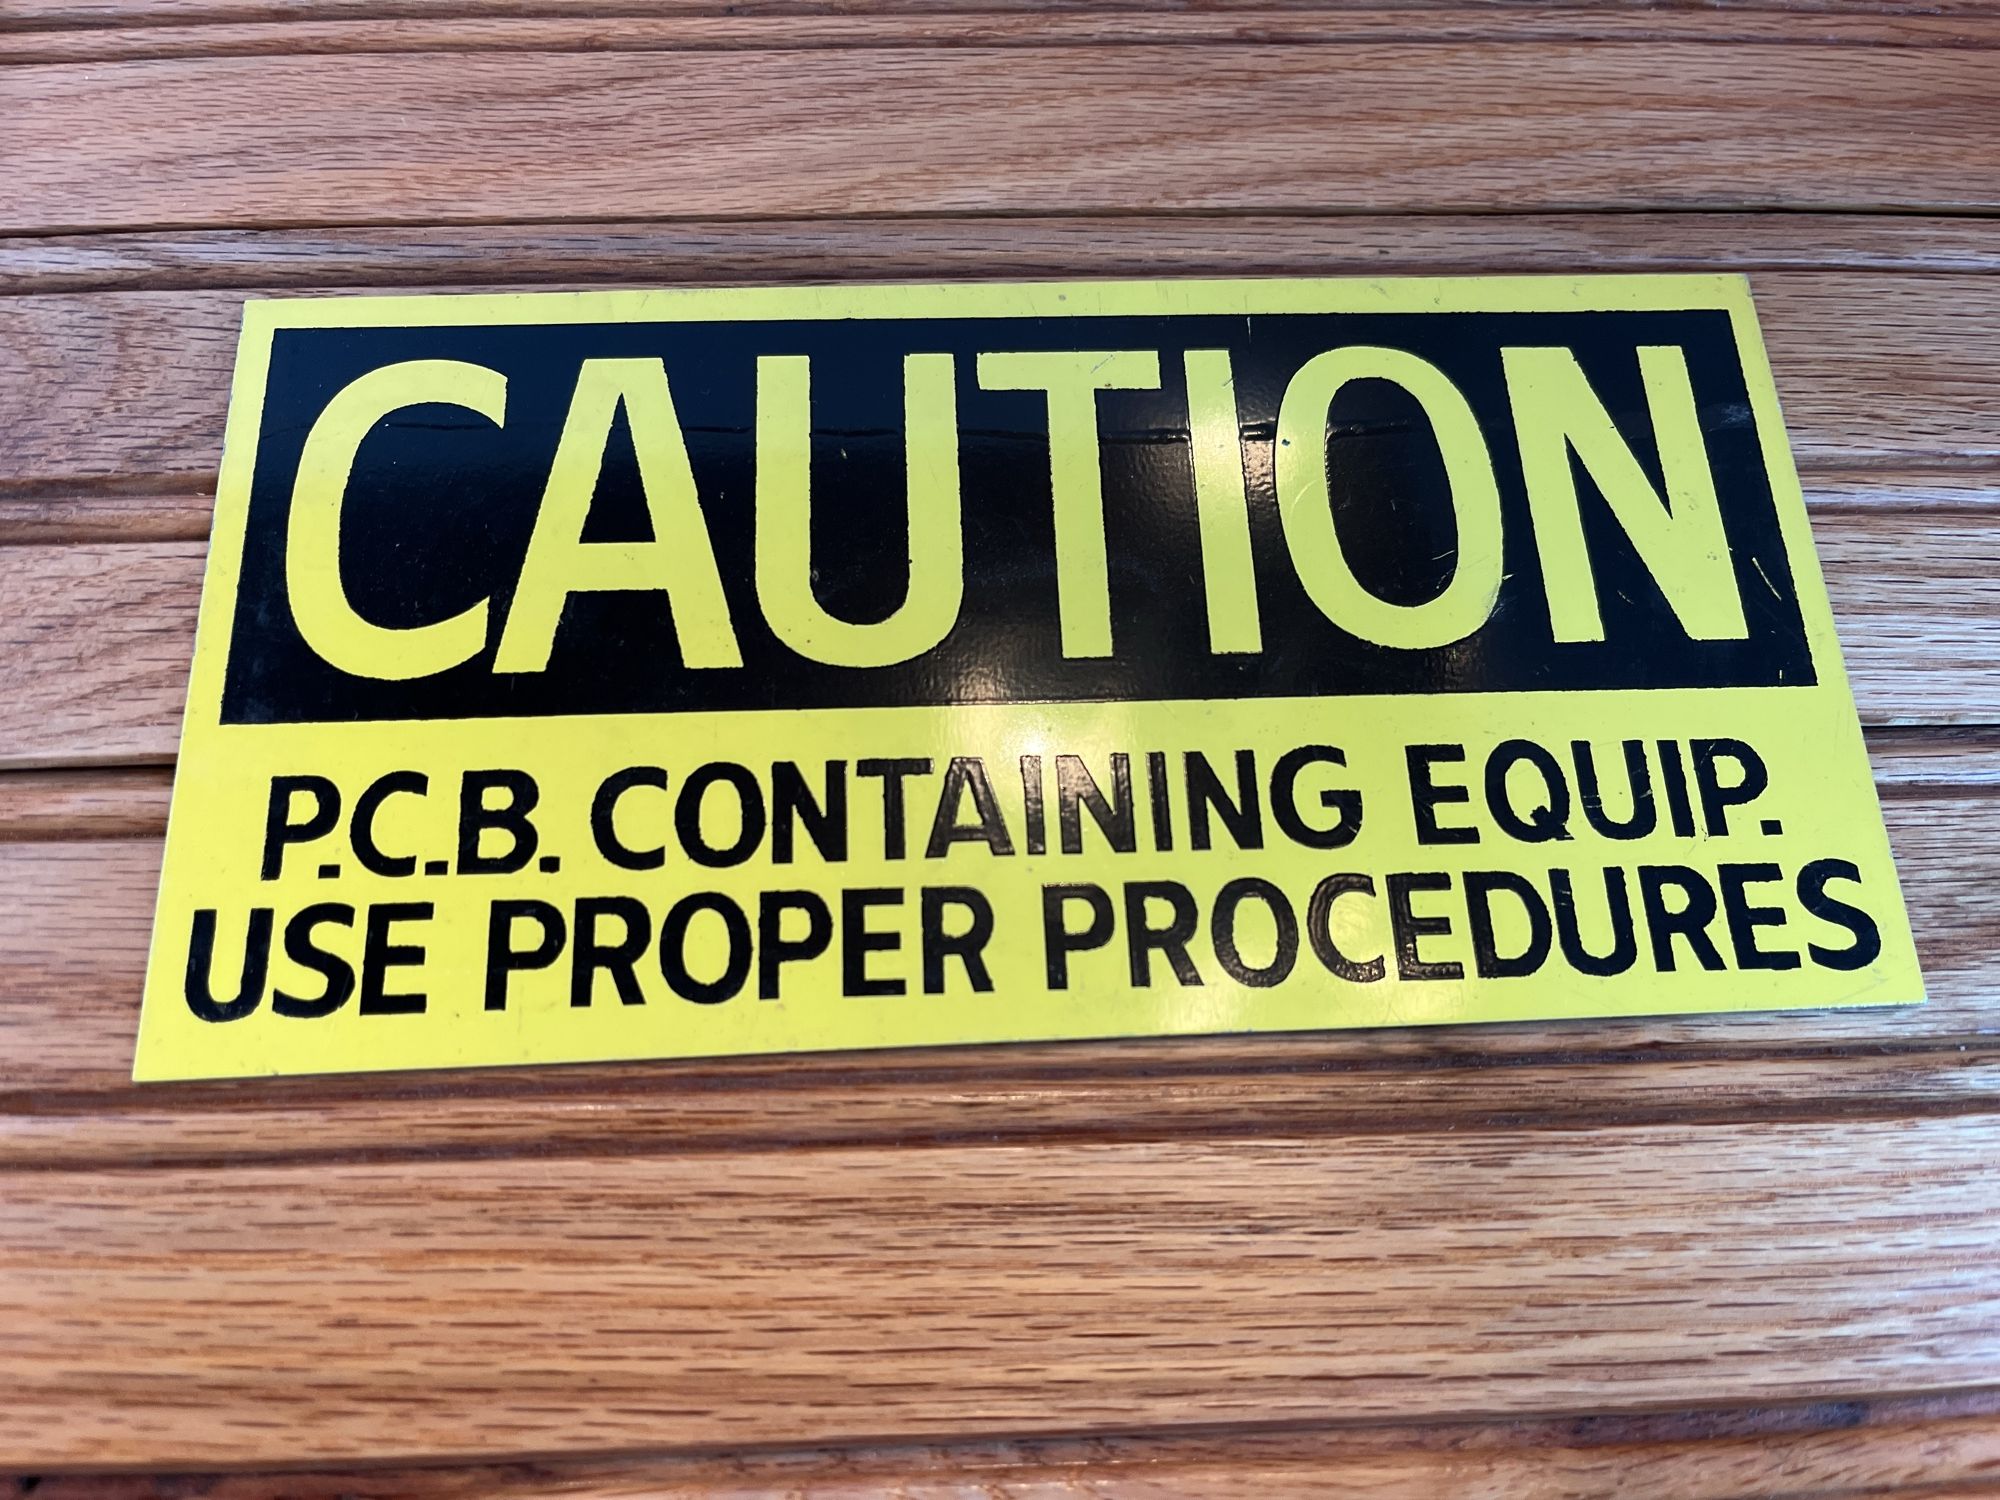 CAUTION
P.C.B. CONTAINING EQUIP.
USE PROPER PROCEDURES